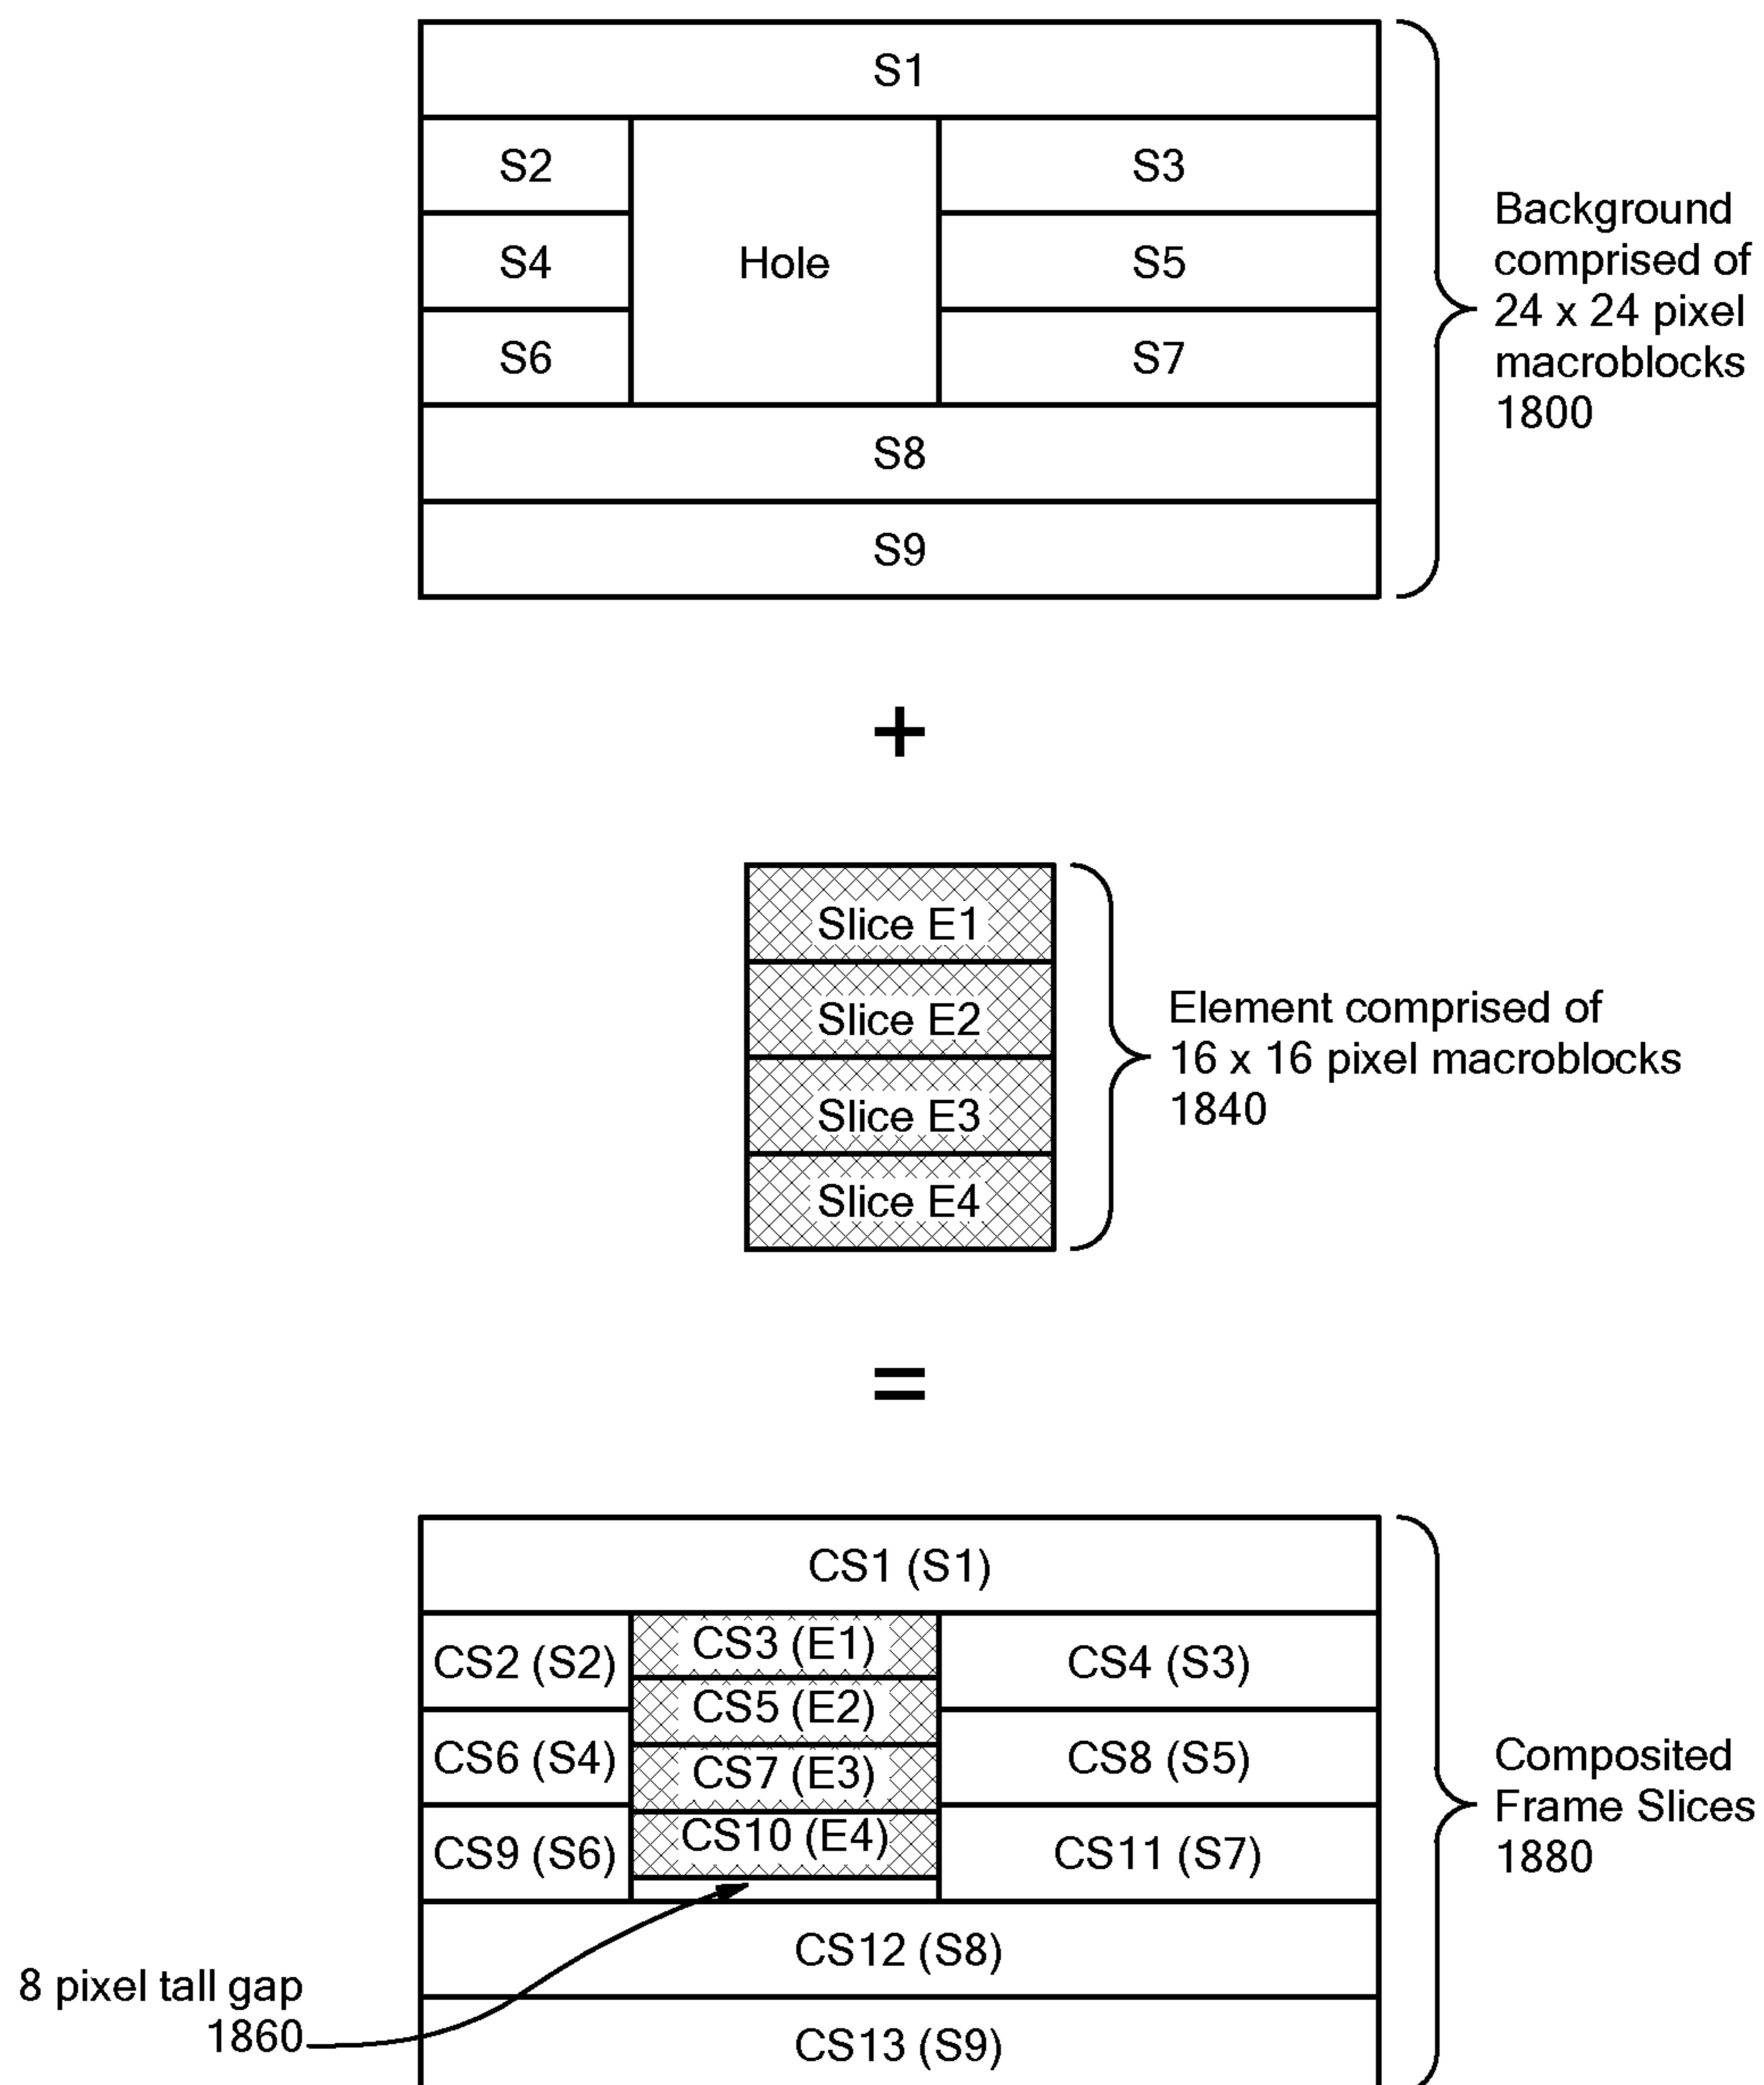 S1
S2
Hole
S3
S4
S5
S6
S7
S8
S9
Background
comprised of
24 x 24 pixel
macroblocks
1800
+
Slice E1
Slice E2
Slice E3
Slice E4
Element comprised of
16 x 16 pixel macroblocks
1840
=
CS1 (S1)
CS2 (S2)
CS3 (E1)
CS4 (S3)
CS5 (E2)
CS6 (S4)
CS7 (E3)
CS8 (S5)
CS9 (S6)
CS10 (E4)
CS11 (S7)
CS12 (S8)
CS13 (S9)
Composited
Frame Slices
1880
8 pixel tall gap
1860